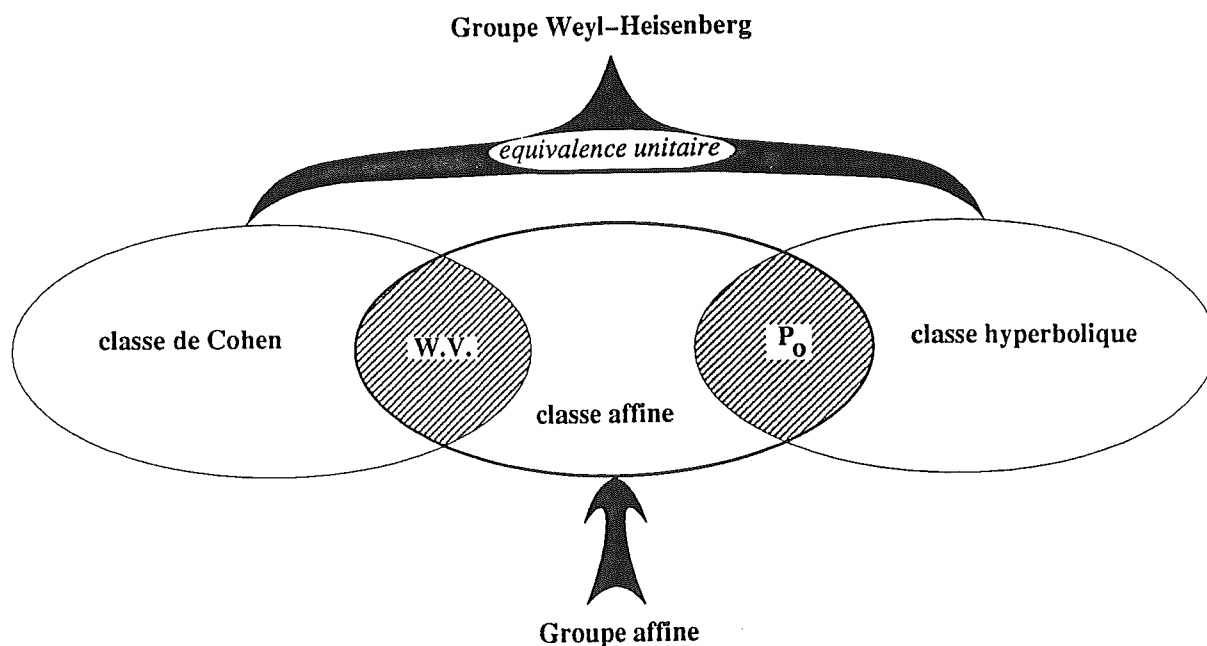 Groupe Weyl–Heisenberg
equivalence unitaire
classe de Cohen
W.V.
classe affine
P₀
classe hyperbolique
Groupe affine